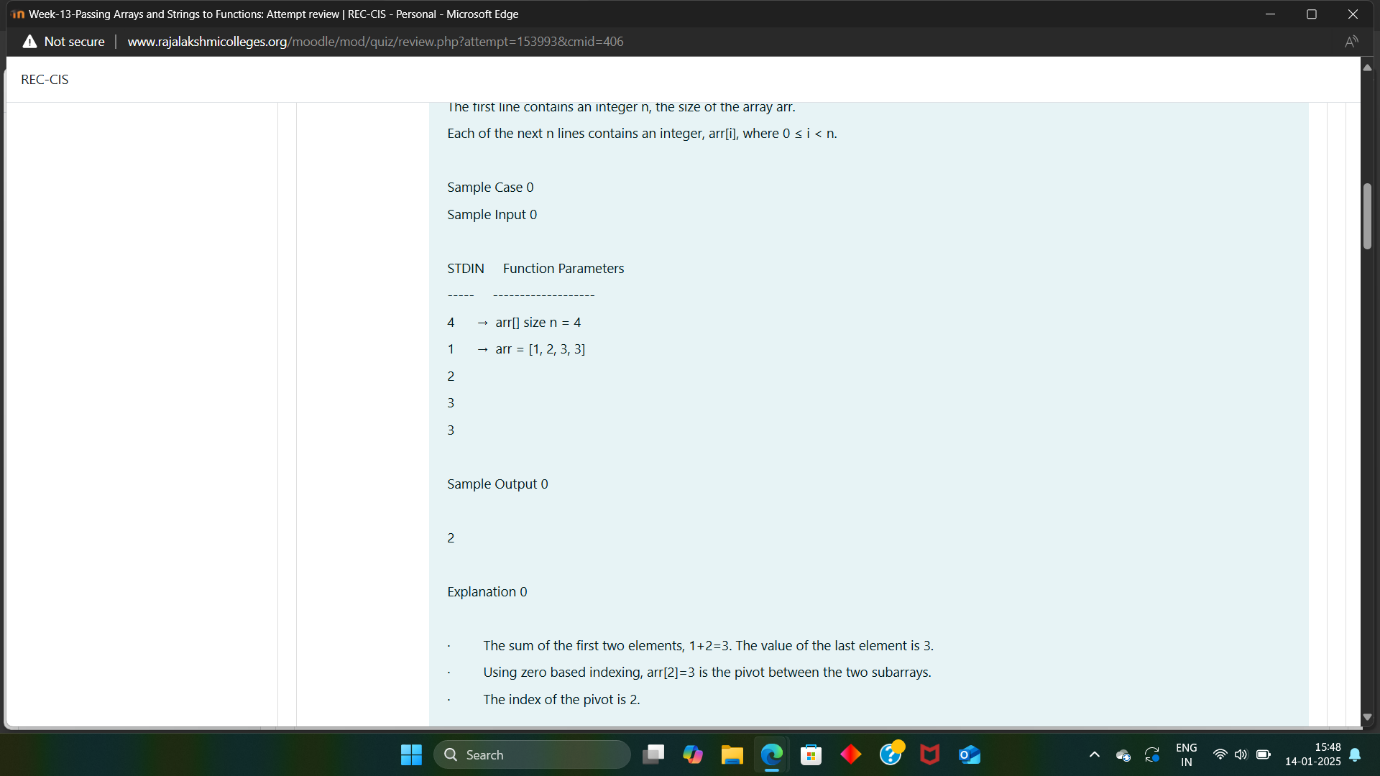 Week-13-Passing Arrays and Strings to Functions: Attempt review | REC-CIS - Personal - Microsoft Edge
Not secure | www.rajalakshmicolleges.org/moodle/mod/quiz/review.php?attempt=153993&cmid=406
REC-CIS
The first line contains an integer n, the size of the array arr.
Each of the next n lines contains an integer, arr[i], where 0 ≤ i < n.
Sample Case 0
Sample Input 0
STDIN Function Parameters
----- -------------------
4 → arr[] size n = 4
1 → arr = [1, 2, 3, 3]
2
3
3
Sample Output 0
2
Explanation 0
· The sum of the first two elements, 1+2=3. The value of the last element is 3.
· Using zero based indexing, arr[2]=3 is the pivot between the two subarrays.
· The index of the pivot is 2.
Search
ENG
IN
15:48
14-01-2025